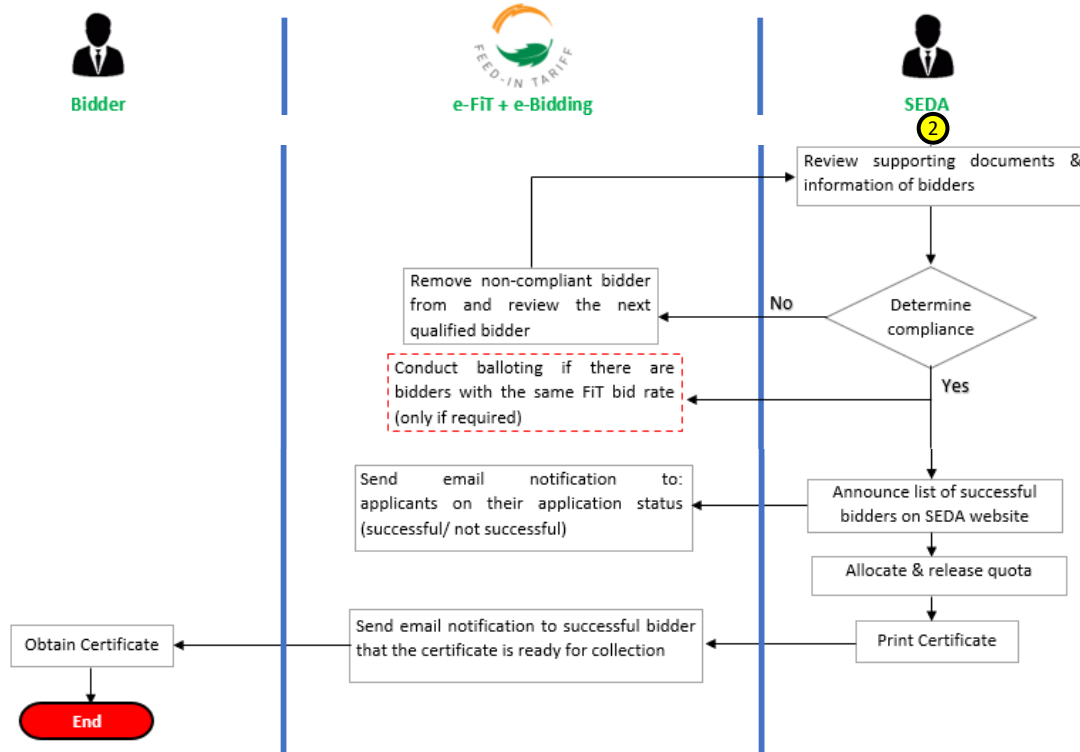 FEED-IN TARIFF
Bidder
e-FiT + e-Bidding
SEDA
2
Review supporting documents &
information of bidders
Remove non-compliant bidder
from and review the next
qualified bidder
No
Determine
compliance
Conduct balloting if there are
bidders with the same FiT bid rate
(only if required)
Yes
Send email notification to:
applicants on their application status
(successful/ not successful)
Announce list of successful
bidders on SEDA website
Allocate & release quota
Obtain Certificate
Send email notification to successful bidder
that the certificate is ready for collection
Print Certificate
End